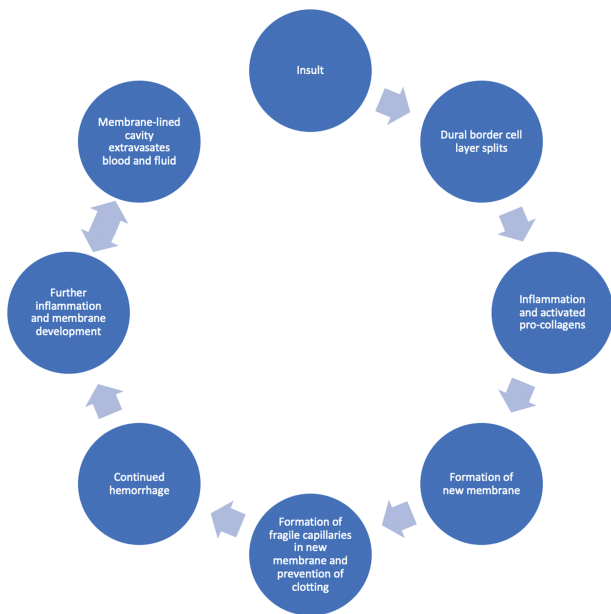 Insult
Dural border cell
layer splits
Inflammation
and activated
pro-collagens
Formation of
new membrane
Formation of
fragile capillaries
in new
membrane and
prevention of
clotting
Continued
hemorrhage
Further
inflammation
and membrane
development
Membrane-lined
cavity
extravasates
blood and fluid